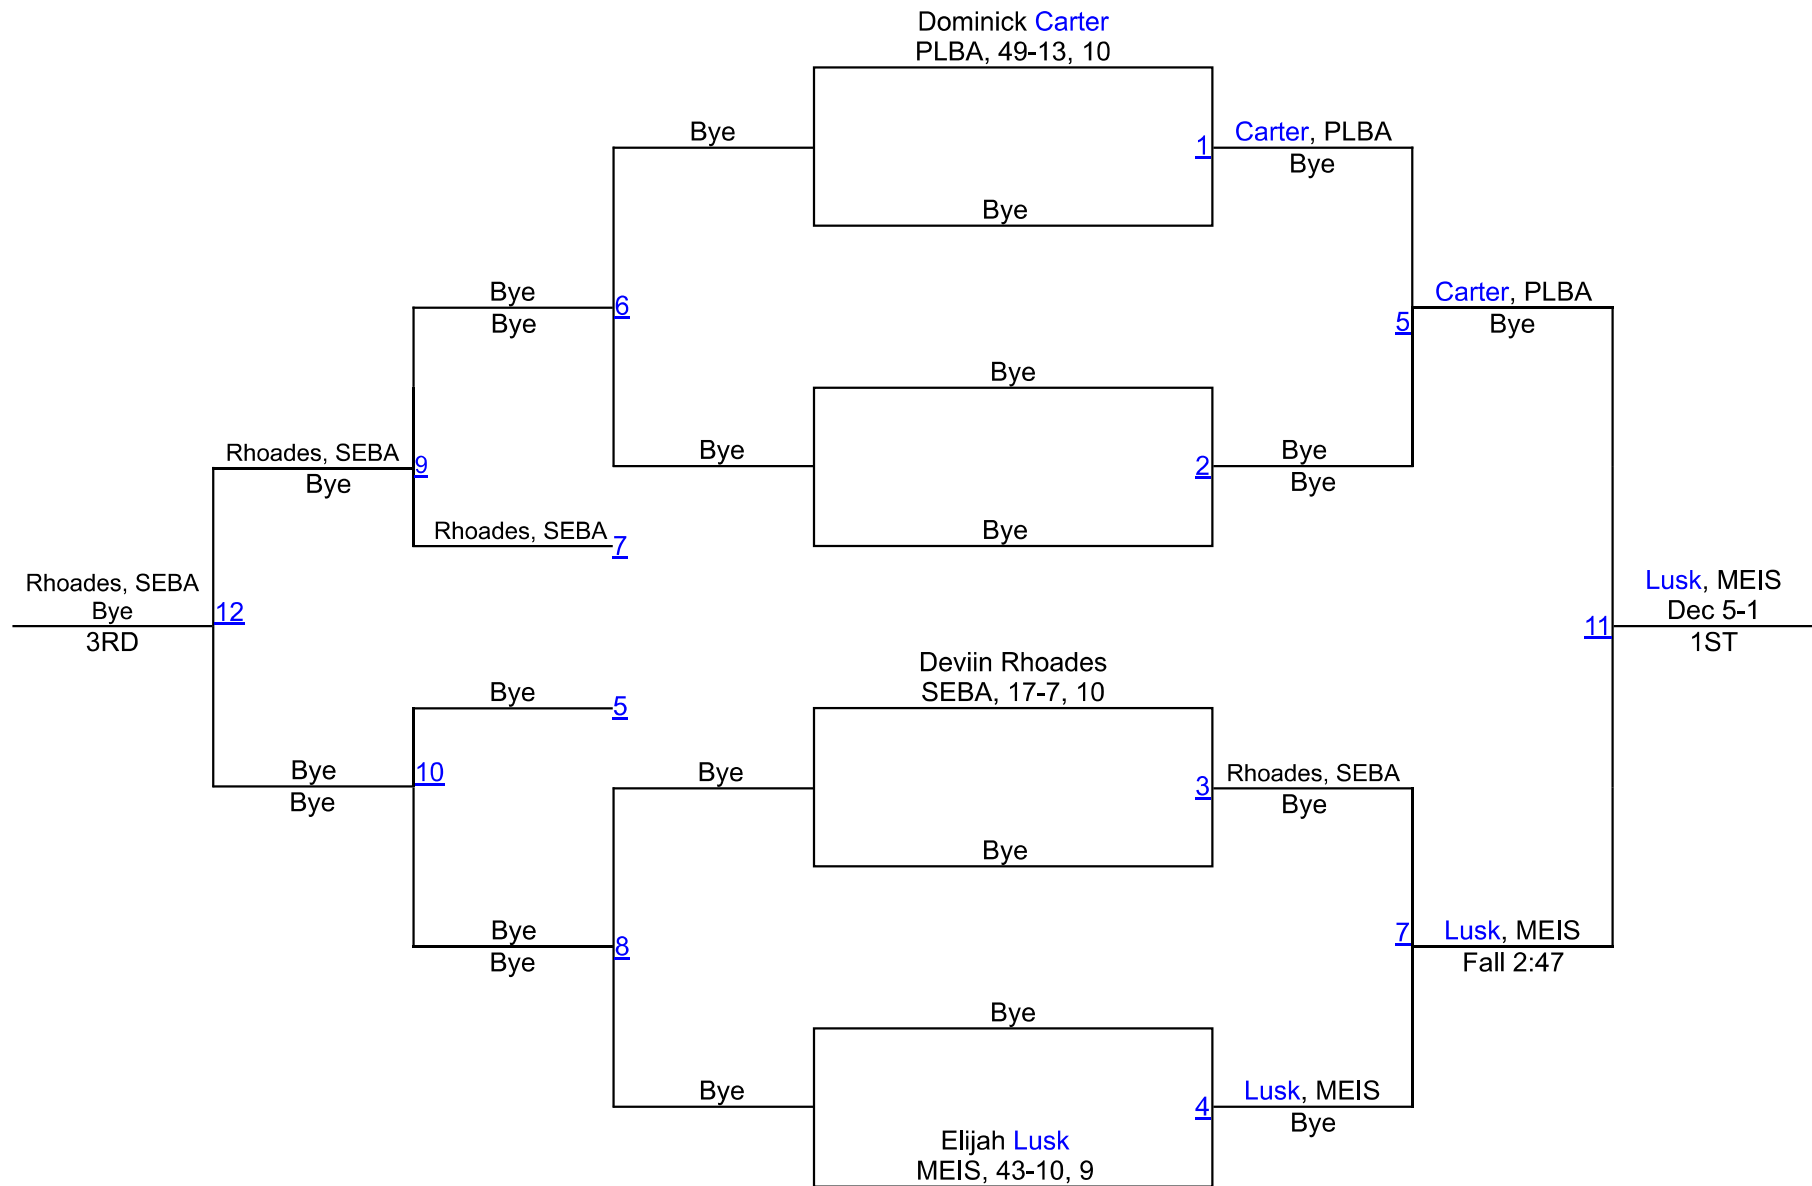 Dominick Carter
PLBA, 49-13, 10
Bye
1
Carter, PLBA
Bye
Bye
Bye
Bye
6
5
Carter, PLBA
Bye
Bye
Rhoades, SEBA
Bye
9
Bye
2
Bye
Bye
Rhoades, SEBA
7
Bye
Rhoades, SEBA
Bye
3RD
12
11
Lusk, MEIS
Dec 5-1
1ST
Deviin Rhoades
SEBA, 17-7, 10
Bye
5
Bye
Bye
10
Bye
3
Rhoades, SEBA
Bye
Bye
Bye
Bye
8
7
Lusk, MEIS
Fall 2:47
Bye
Bye
4
Lusk, MEIS
Bye
Elijah Lusk
MEIS, 43-10, 9